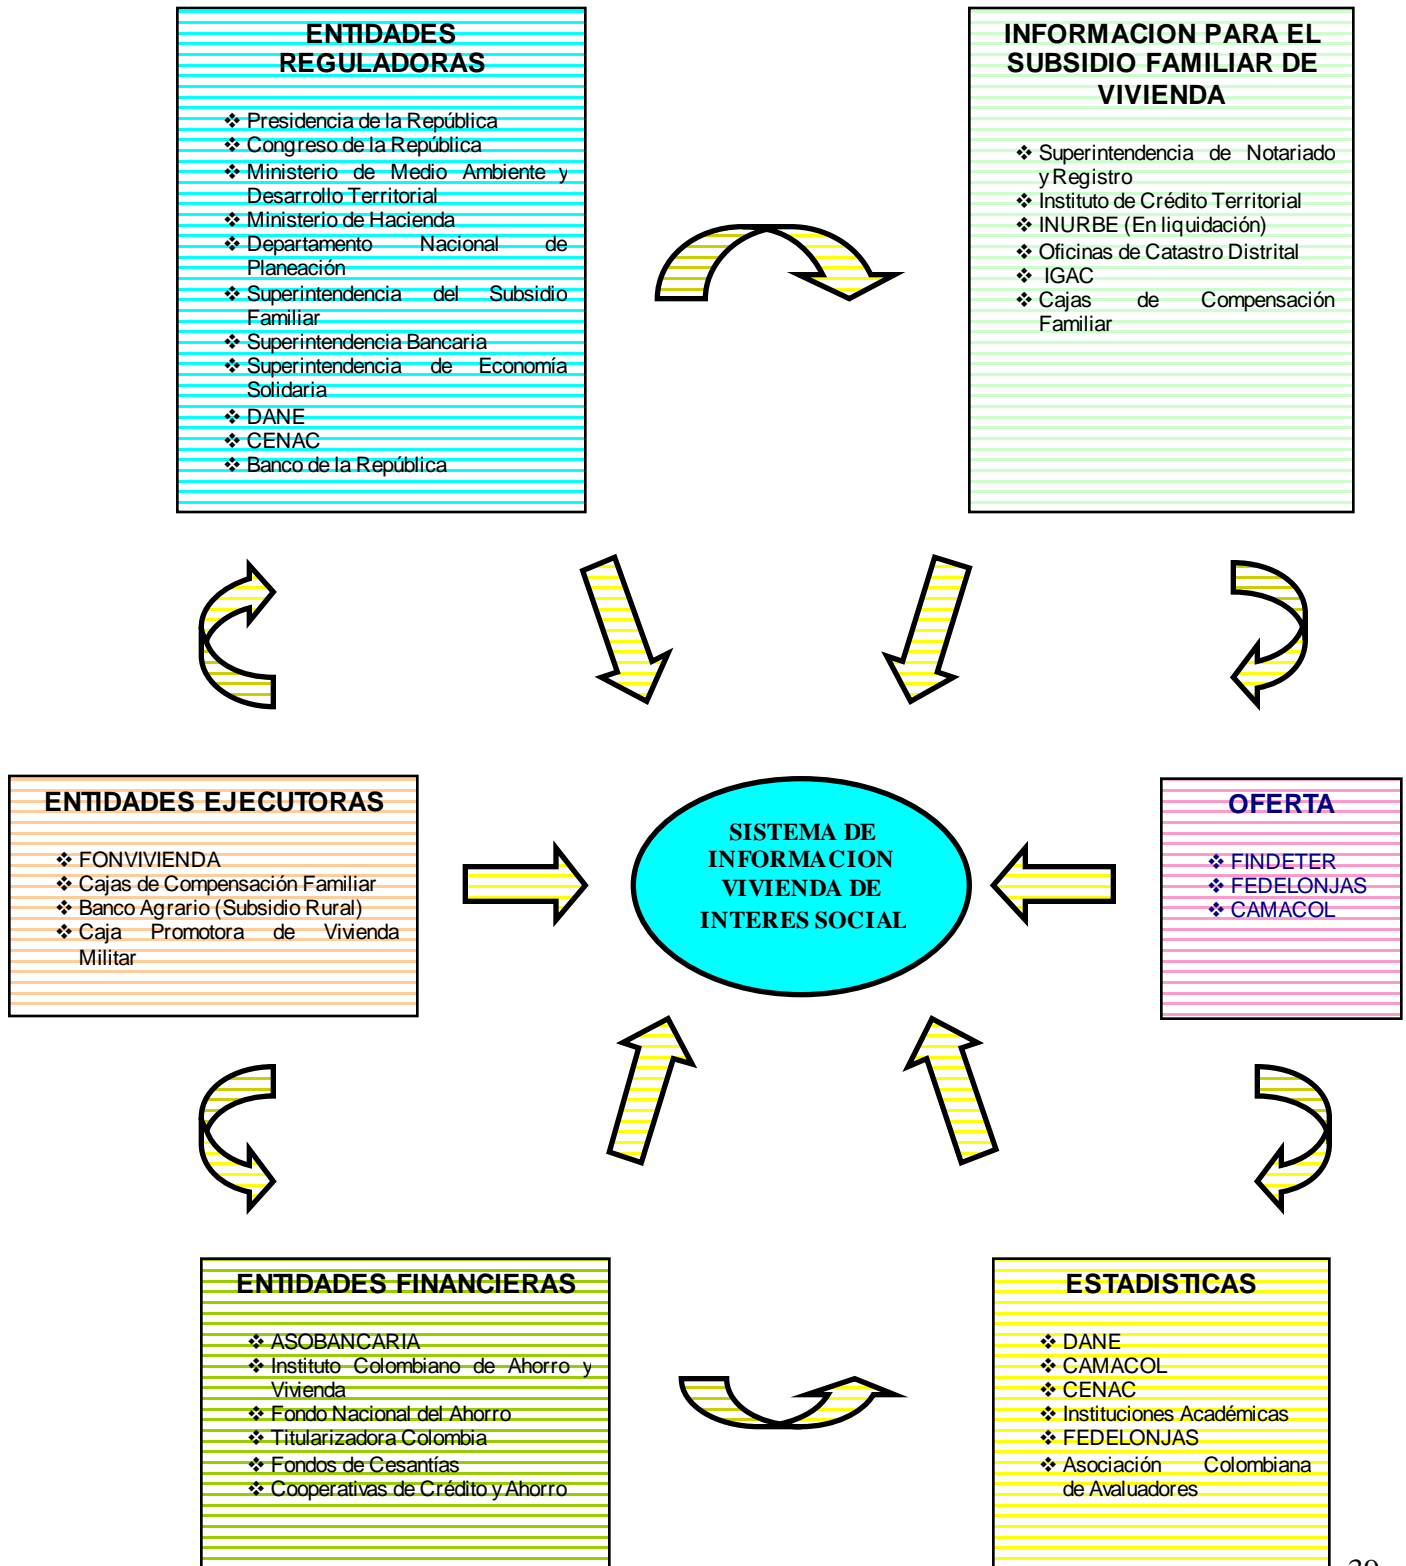 ENTIDADES
REGULADORAS
❖ Presidencia de la República
❖ Congreso de la República
❖ Ministerio de Medio Ambiente y
Desarrollo Territorial
❖ Ministerio de Hacienda
❖ Departamento Nacional de
Planeación
❖ Superintendencia del Subsidio
Familiar
❖ Superintendencia Bancaria
❖ Superintendencia de Economía
Solidaria
❖ DANE
❖ CENAC
❖ Banco de la República
INFORMACION PARA EL
SUBSIDIO FAMILIAR DE
VIVIENDA
❖ Superintendencia de Notariado
y Registro
❖ Instituto de Crédito Territorial
❖ INURBE (En liquidación)
❖ Oficinas de Catastro Distrital
❖ IGAC
❖ Cajas de Compensación
Familiar
ENTIDADES EJECUTORAS
❖ FONVIVIENDA
❖ Cajas de Compensación Familiar
❖ Banco Agrario (Subsidio Rural)
❖ Caja Promotora de Vivienda
Militar
SISTEMA DE
INFORMACION
VIVIENDA DE
INTERES SOCIAL
OFERTA
❖ FINDETER
❖ FEDELONJAS
❖ CAMACOL
ENTIDADES FINANCIERAS
❖ ASOBANCARIA
❖ Instituto Colombiano de Ahorro y
Vivienda
❖ Fondo Nacional del Ahorro
❖ Titularizadora Colombia
❖ Fondos de Cesantías
❖ Cooperativas de Crédito y Ahorro
ESTADISTICAS
❖ DANE
❖ CAMACOL
❖ CENAC
❖ Instituciones Académicas
❖ FEDELONJAS
❖ Asociación Colombiana
de Avaluadores